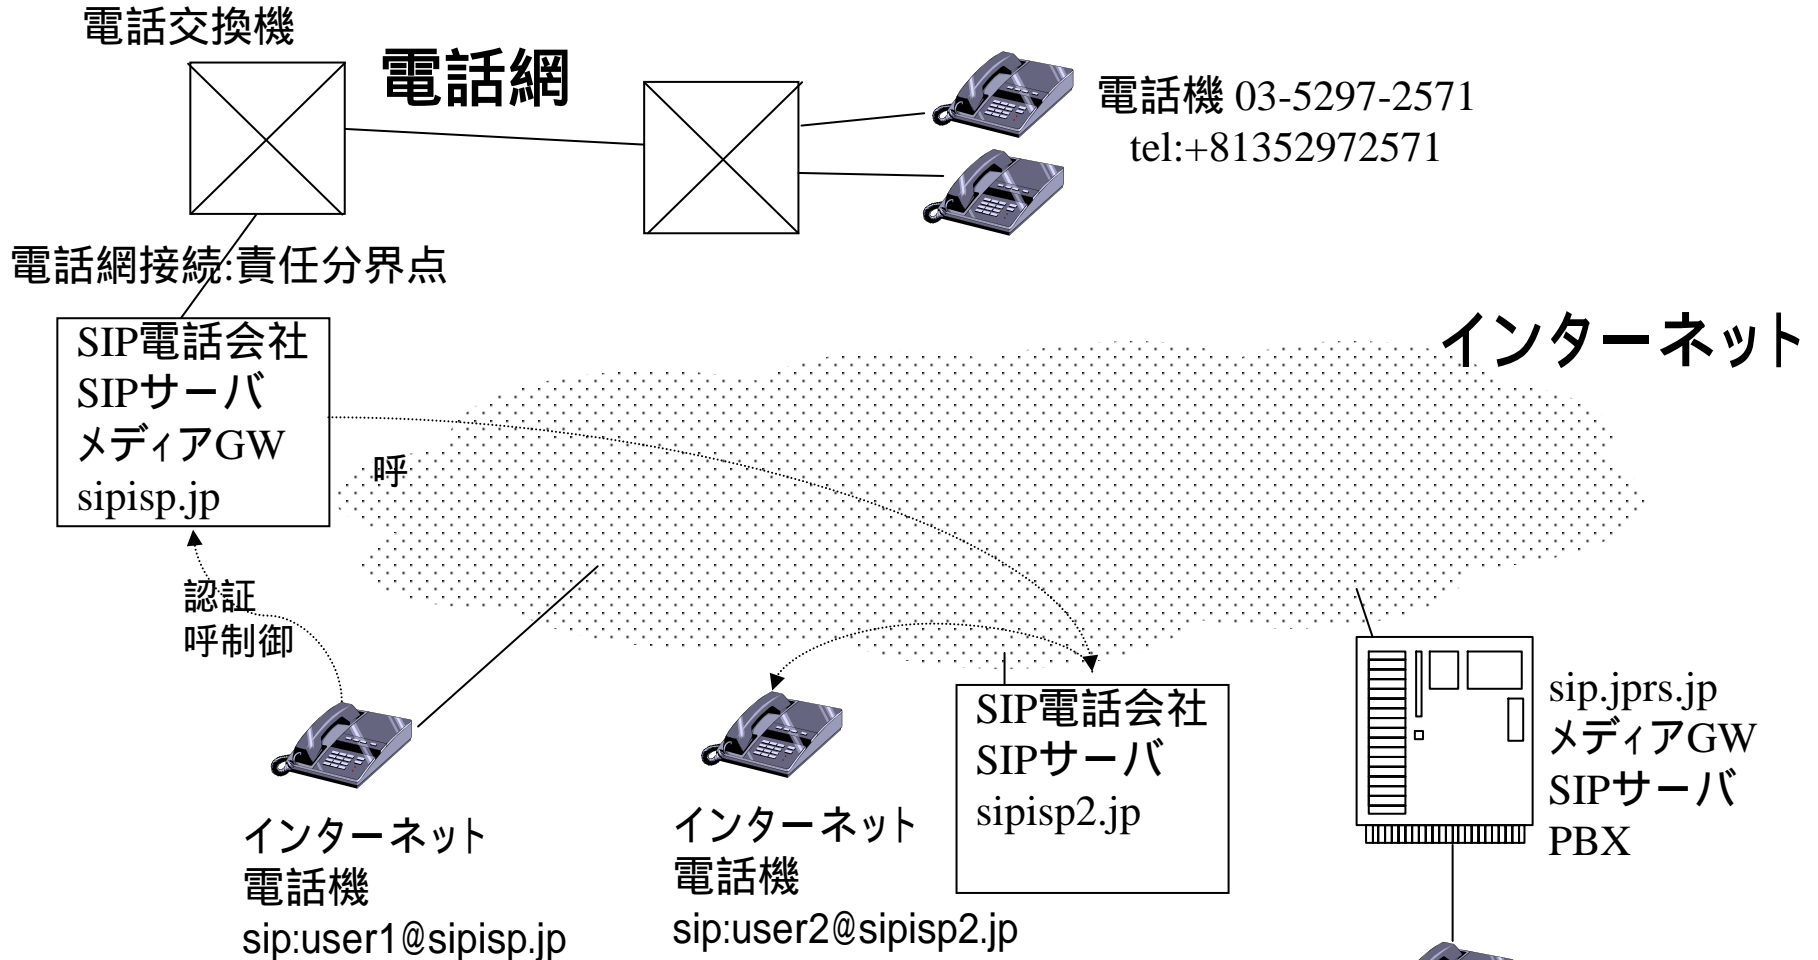 電話交換機
電話網
電話機 03-5297-2571
tel:+81352972571
電話網接続:責任分界点
インターネット
SIP電話会社
SIPサーバ
メディアGW
sipisp.jp
呼
認証
呼制御
SIP電話会社
SIPサーバ
sipisp2.jp
sip.jprs.jp
メディアGW
SIPサーバ
PBX
インターネット
電話機
sip:user1@sipisp.jp
インターネット
電話機
sip:user2@sipisp2.jp